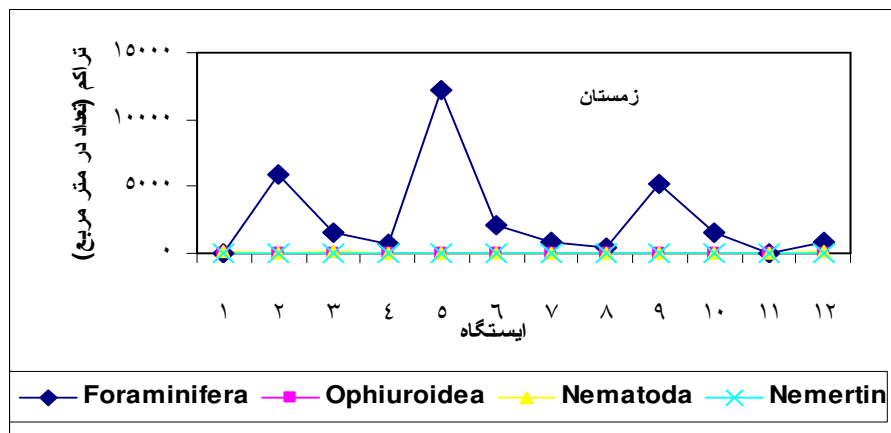 تراکم (تعداد در متر مربع)
۱۵۰۰۰
۱۰۰۰۰
۵۰۰۰
۰
زمستان
۱ ۲ ۳ ۴ ۵ ۶ ۷ ۸ ۹ ۱۰ ۱۱ ۱۲
ایستگاه
Foraminifera Ophiuroidea Nematoda Nemertin